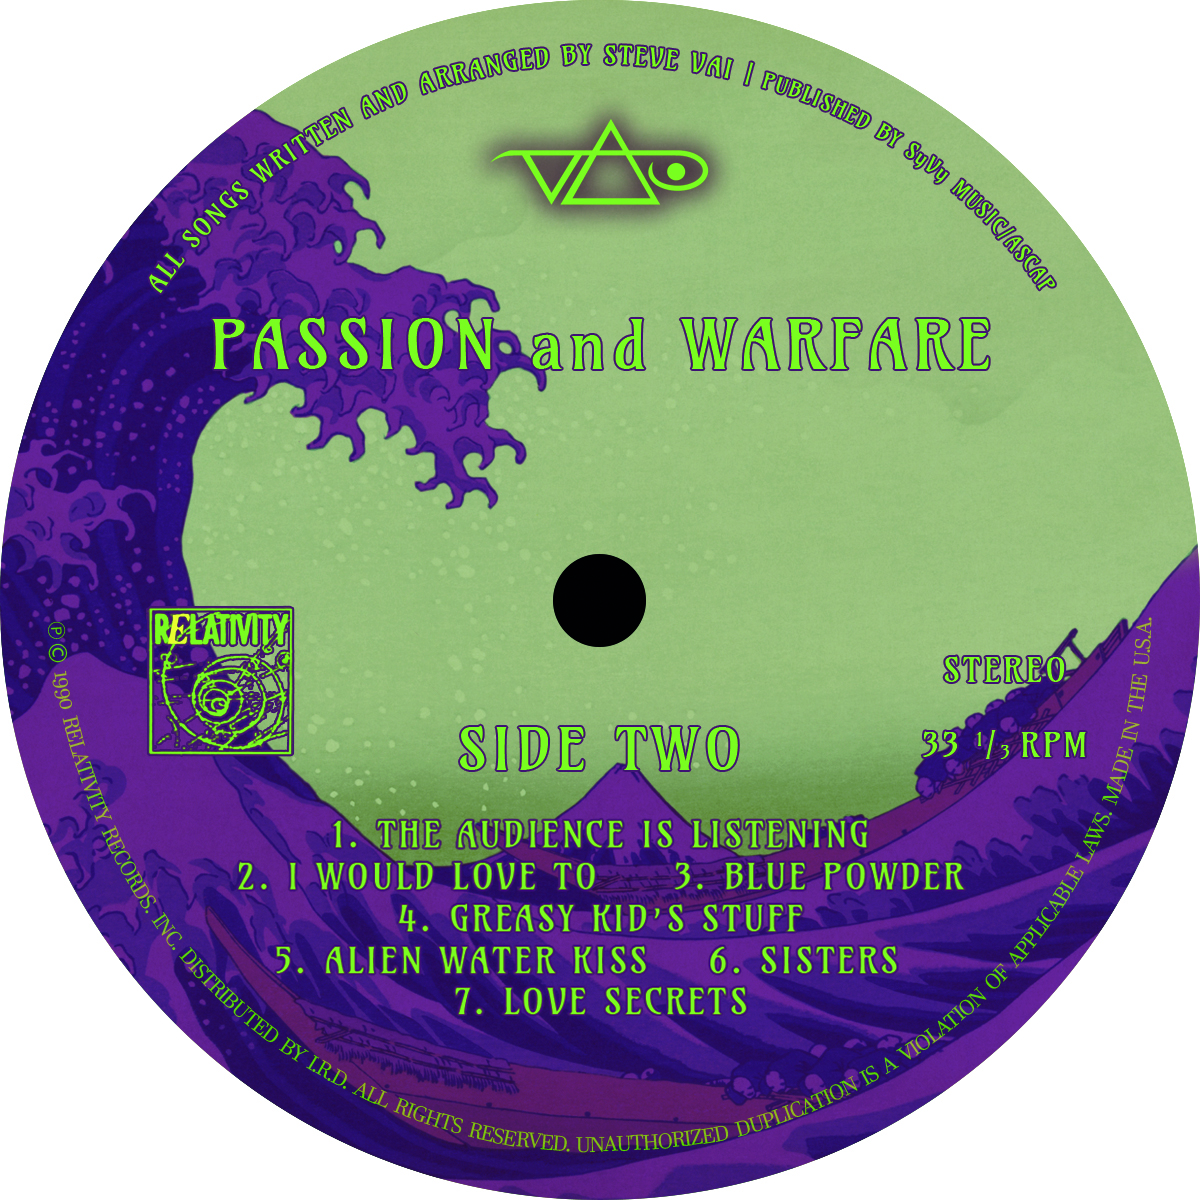 ALL SONGS WRITTEN AND ARRANGED BY STEVE VAI | PUBLISHED BY SyVy MUSIC/ASCAP
VAI
PASSION and WARFARE
RELATIVITY
STEREO
SIDE TWO
33 1/3 RPM
1. THE AUDIENCE IS LISTENING
2. I WOULD LOVE TO 3. BLUE POWDER
4. GREASY KID'S STUFF
5. ALIEN WATER KISS 6. SISTERS
7. LOVE SECRETS
℗ © 1990 RELATIVITY RECORDS. INC. DISTRIBUTED BY I.R.D. ALL RIGHTS RESERVED. UNAUTHORIZED DUPLICATION IS A VIOLATION OF APPLICABLE LAWS. MADE IN THE U.S.A.